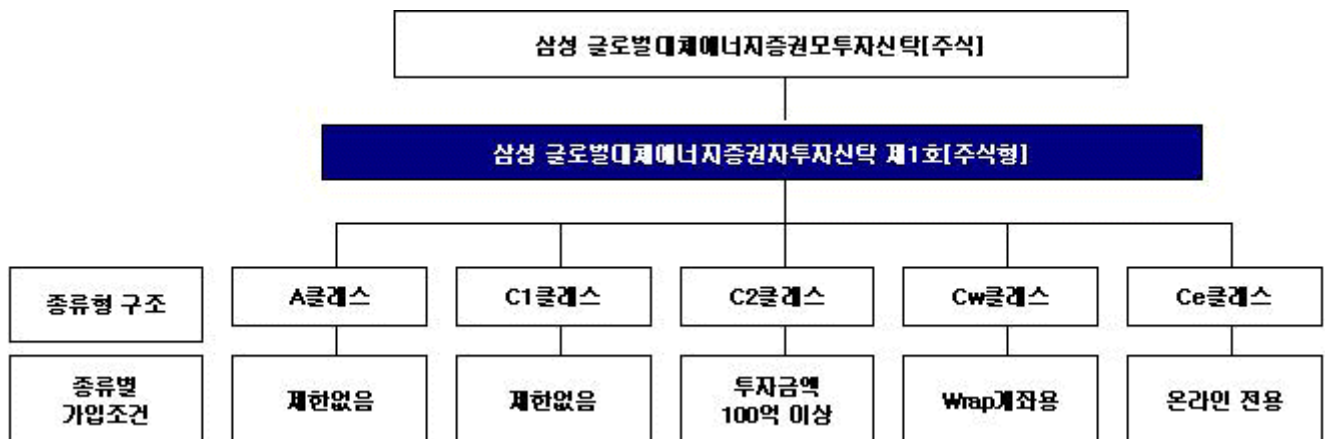 삼성 글로벌대체에너지증권모투자신탁[주식]
삼성 글로벌대체에너지증권자투자신탁 제1호[주식형]
종류형 구조
A클래스
C1클래스
C2클래스
Cw클래스
Ce클래스
종류별
가입조건
제한없음
제한없음
투자금액
100억 이상
Wrap계좌용
온라인 전용